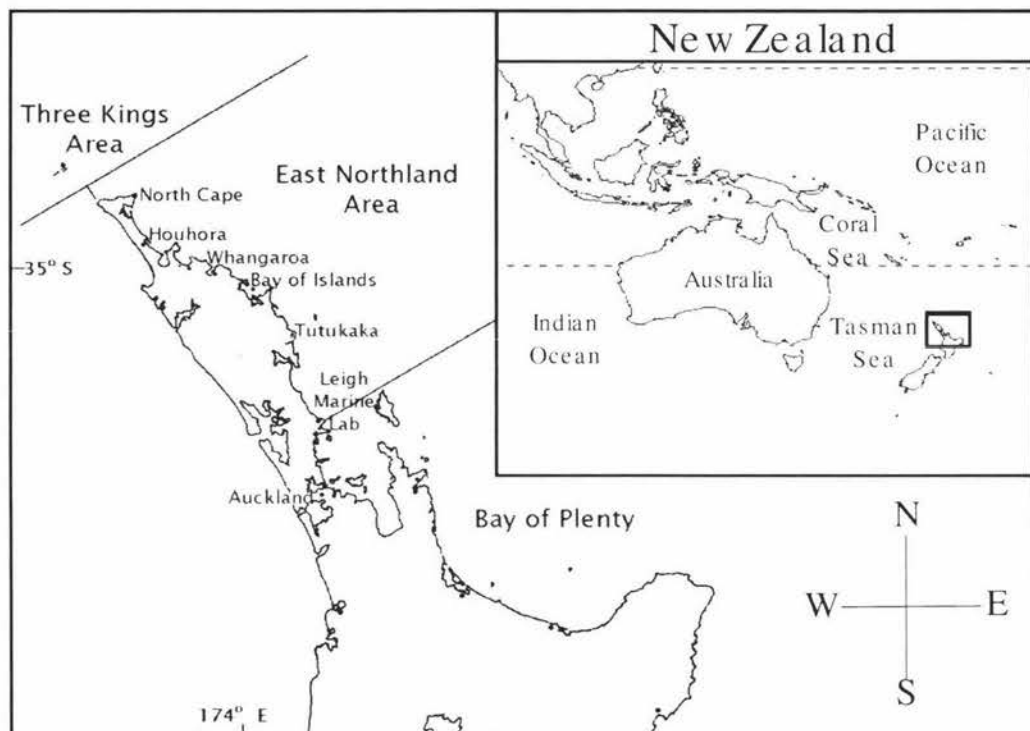 New Zealand
Three Kings
Area
East Northland
Area
North Cape
Houhora
Whangaroa
Bay of Islands
35° S
Tutukaka
Leigh
Marine
Lab
Auckland
Bay of Plenty
174° E
Pacific
Ocean
Coral
Sea
Australia
Indian
Ocean
Tasman
Sea
N
W
E
S